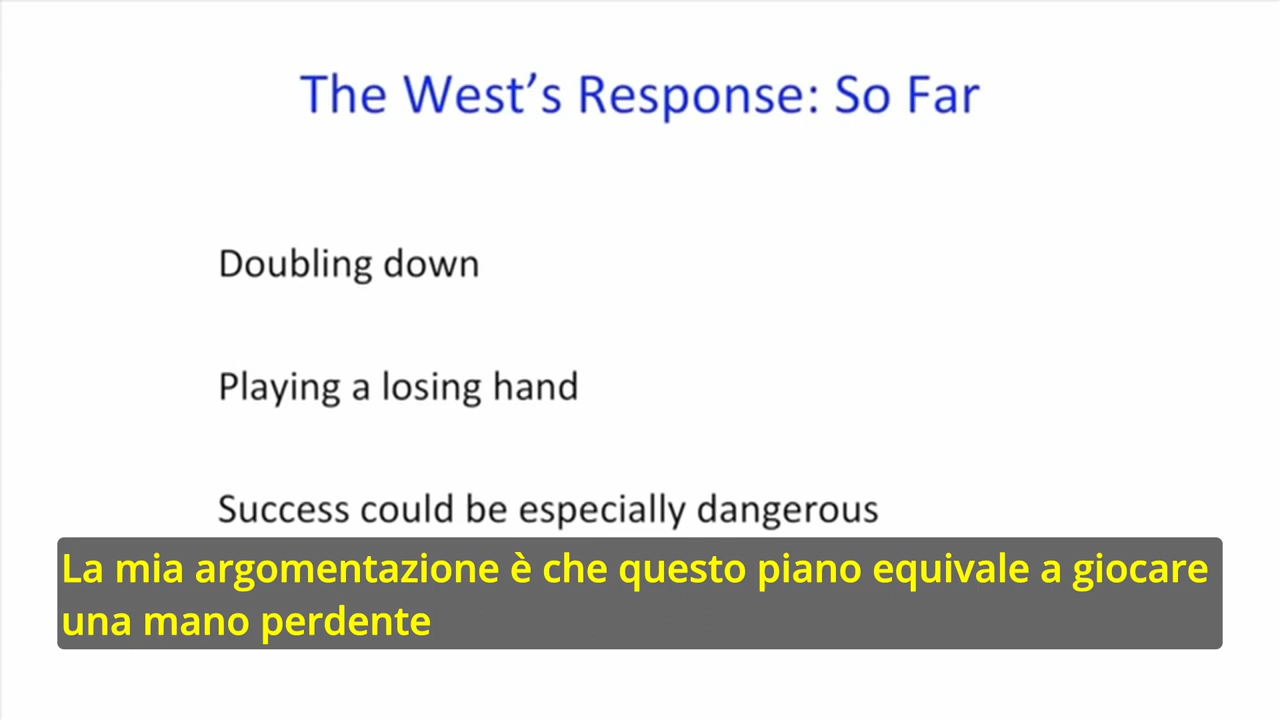 The West’s Response: So Far
Doubling down
Playing a losing hand
Success could be especially dangerous
La mia argomentazione è che questo piano equivale a giocare
una mano perdente